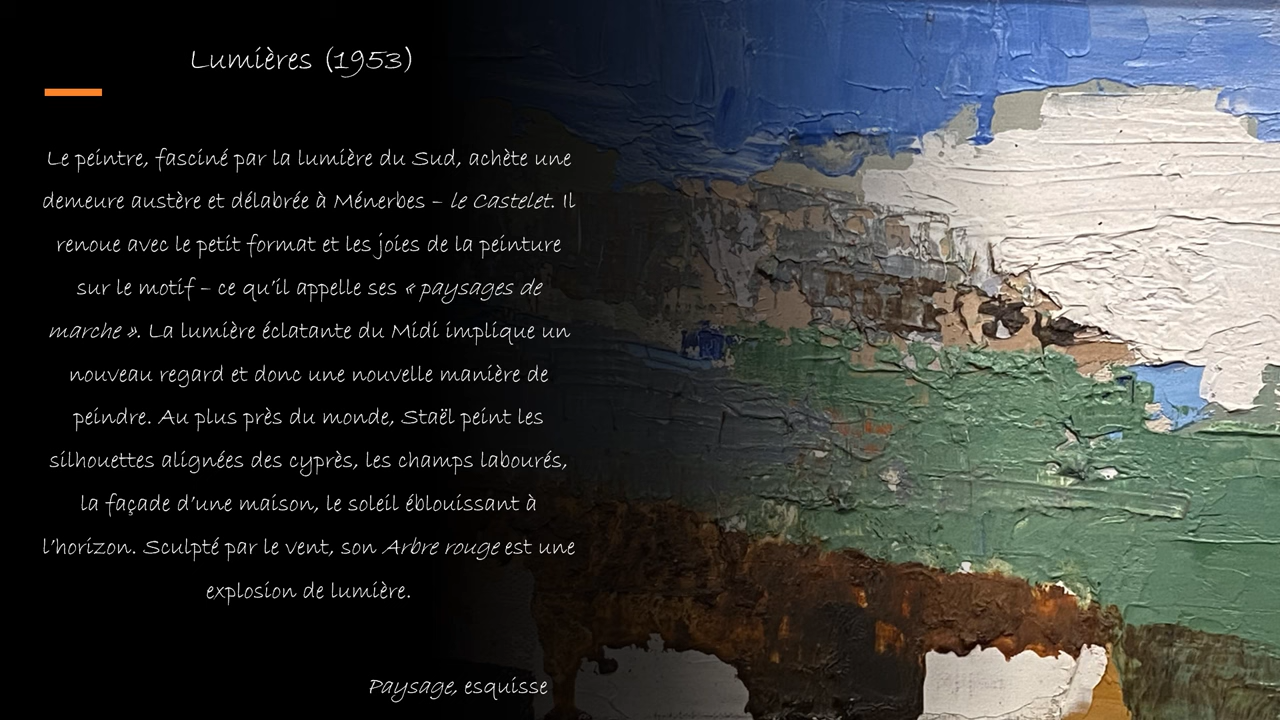 Lumières (1953)
Le peintre, fasciné par la lumière du Sud, achète une
demeure austère et délabrée à Ménerbes – le Castelet. Il
renoue avec le petit format et les joies de la peinture
sur le motif – ce qu'il appelle ses « paysages de
marche ». La lumière éclatante du Midi implique un
nouveau regard et donc une nouvelle manière de
peindre. Au plus près du monde, Staël peint les
silhouettes alignées des cyprès, les champs labourés,
la façade d'une maison, le soleil éblouissant à
l'horizon. Sculpté par le vent, son Arbre rouge est une
explosion de lumière.
Paysage, esquisse